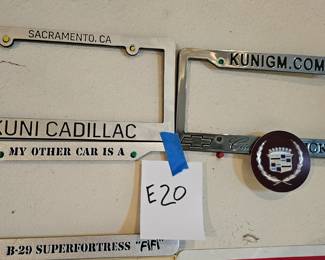 SACRAMENTO, CA
KUNIGM.COM
KUNI CADILLAC
MY OTHER CAR IS A
E20
B-29 SUPERFORTRESS "FIFI"